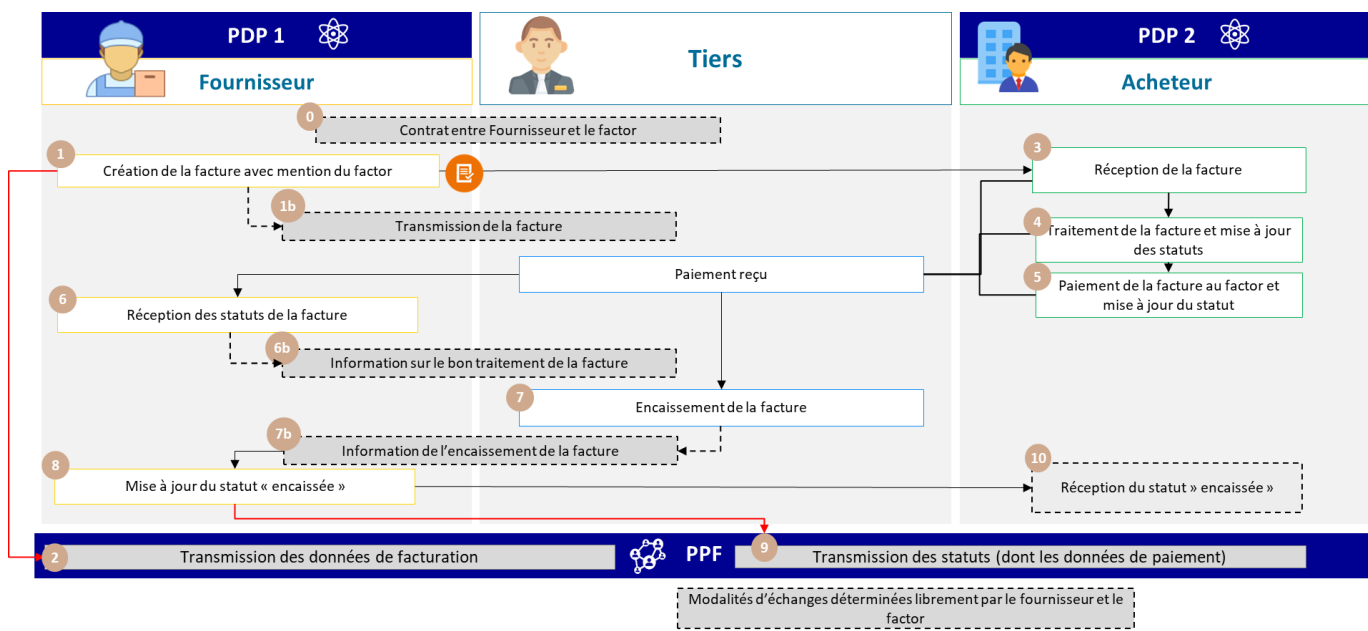 PDP 1
Tiers
PDP 2
Fournisseur
Acheteur
0
Contrat entre Fournisseur et le factor
1
Création de la facture avec mention du factor
3
Réception de la facture
1b
Transmission de la facture
4
Traitement de la facture et mise à jour
des statuts
Paiement reçu
5
Paiement de la facture au factor et
mise à jour du statut
6
Réception des statuts de la facture
6b
Information sur le bon traitement de la facture
7
Encaissement de la facture
7b
Information de l’encaissement de la facture
8
Mise à jour du statut « encaissée »
10
Réception du statut » encaissée »
2
Transmission des données de facturation
PPF
9
Transmission des statuts (dont les données de paiement)
Modalités d’échanges déterminées librement par le fournisseur et le
factor